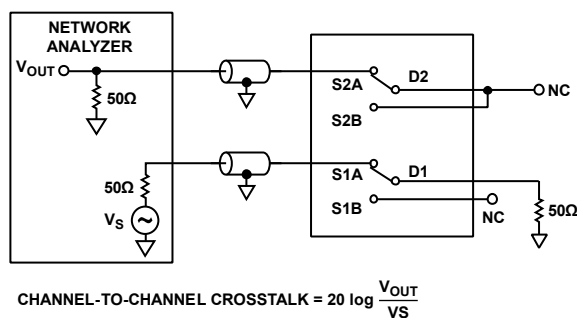 NETWORK
ANALYZER
VOUT
50Ω
S2A
D2
NC
S2B
50Ω
VS
S1A
D1
S1B
NC
50Ω
CHANNEL-TO-CHANNEL CROSSTALK = 20 log VOUT
VS